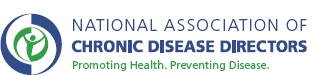 NATIONAL ASSOCIATION OF
CHRONIC DISEASE DIRECTORS
Promoting Health. Preventing Disease.